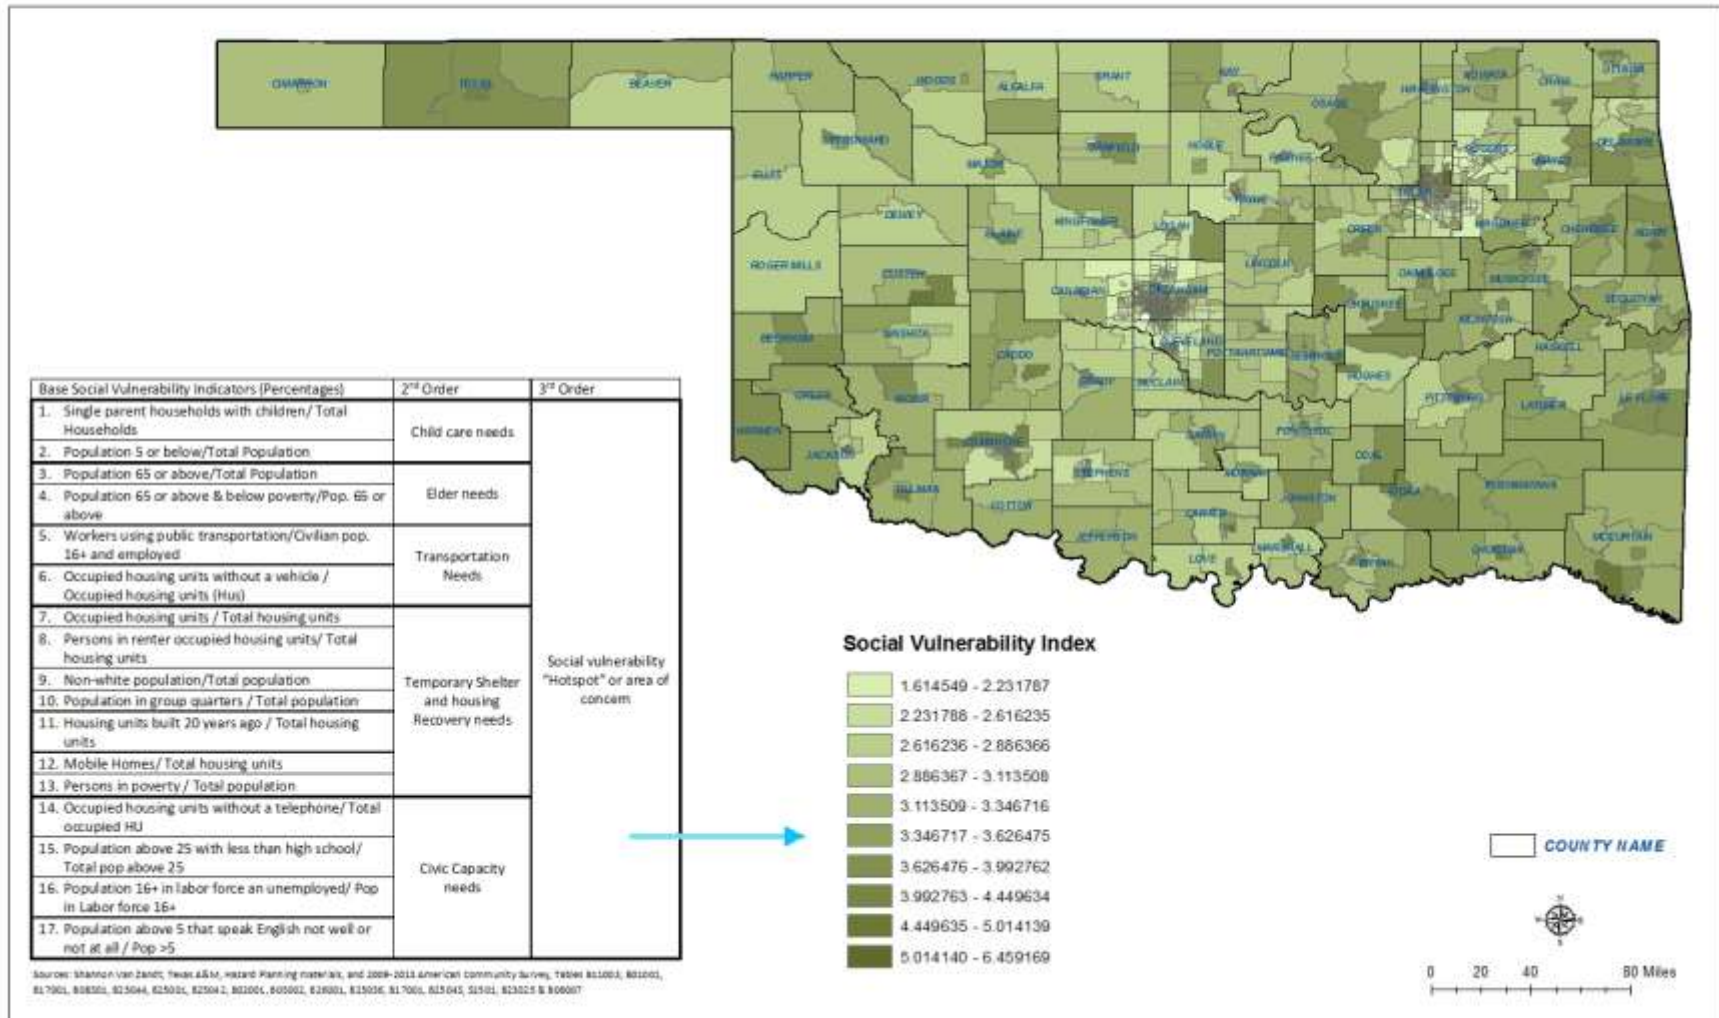 CIMARRON
TEXAS
BEAVER
HARPER
WOODS
ALFALFA
GRANT
KAY
OSAGE
WASHINGTON
NOWATA
CRAIG
OTTAWA
ELLIS
WOODWARD
MAJOR
GARFIELD
NOBLE
PAWNEE
ROGERS
MAYES
DELAWARE
DEWEY
BLAINE
KINGFISHER
LOGAN
PAYNE
CREEK
TULSA
WAGONER
CHEROKEE
ADAIR
ROGER MILLS
CUSTER
CANADIAN
OKLAHOMA
LINCOLN
OKMULGEE
MUSKOGEE
SEQUOYAH
BECKHAM
WASHITA
CADDO
GRADY
MCCLAIN
CLEVELAND
POTTAWATOMIE
SEMINOLE
OKFUSKEE
MCINTOSH
HASKELL
HUGHES
PITTSBURG
LATIMER
LE FLORE
GREER
KIOWA
HARMON
JACKSON
COMANCHE
STEPHENS
GARVIN
PONTOTOC
COAL
TILLMAN
COTTON
MURRAY
JOHNSTON
ATOKA
PUSHMATAHA
JEFFERSON
CARTER
LOVE
MARSHALL
BRYAN
CHOCTAW
MCCURTAIN
Base Social Vulnerability Indicators (Percentages)
2nd Order
3rd Order
1. Single parent households with children/ Total
Households
2. Population 5 or below/Total Population
Child care needs
3. Population 65 or above/Total Population
4. Population 65 or above & below poverty/Pop. 65 or
above
Elder needs
5. Workers using public transportation/Civilian pop.
16+ and employed
6. Occupied housing units without a vehicle /
Occupied housing units (Hus)
Transportation
Needs
7. Occupied housing units / Total housing units
8. Persons in renter occupied housing units/ Total
housing units
9. Non-white population/Total population
10. Population in group quarters / Total population
11. Housing units built 20 years ago / Total housing
units
12. Mobile Homes/ Total housing units
13. Persons in poverty / Total population
Temporary Shelter
and housing
Recovery needs
14. Occupied housing units without a telephone/ Total
occupied HU
15. Population above 25 with less than high school/
Total pop above 25
16. Population 16+ in labor force an unemployed/ Pop
in Labor force 16+
17. Population above 5 that speak English not well or
not at all / Pop >5
Civic Capacity
needs
Social vulnerability
"Hotspot" or area of
concern
Sources: Shannon Van Zandt, Texas A&M, Hazard Planning materials, and 2009-2013 American Community Survey, Tables
Social Vulnerability Index
1.614549 - 2.231787
2.231788 - 2.616235
2.616236 - 2.886366
2.886367 - 3.113508
3.113509 - 3.346716
3.346717 - 3.626475
3.626476 - 3.992762
3.992763 - 4.449634
4.449635 - 5.014139
5.014140 - 6.459169
COUNTY NAME
N
W E
S
0 20 40 80 Miles